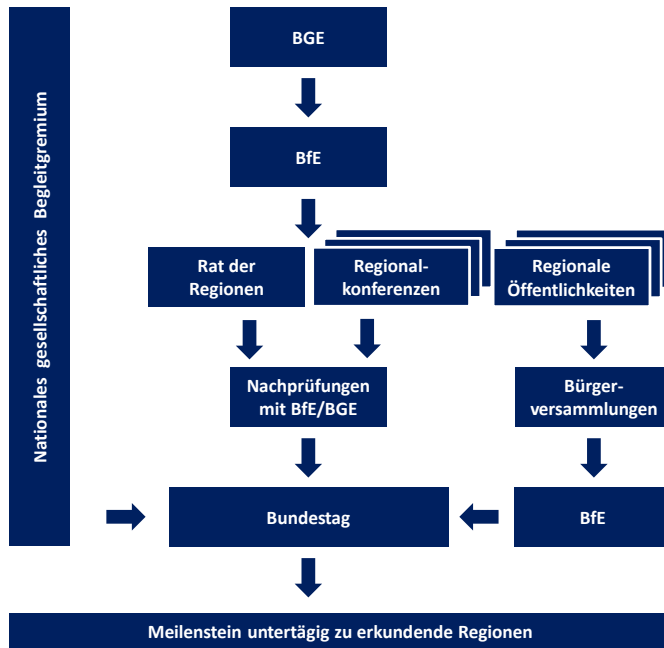 Nationales gesellschaftliches Begleitgremium
BGE
BfE
Rat der
Regionen
Regional-
konferenzen
Regionale
Öffentlichkeiten
Nachprüfungen
mit BfE/BGE
Bürger-
versammlungen
Bundestag
BfE
Meilenstein untertägig zu erkundende Regionen